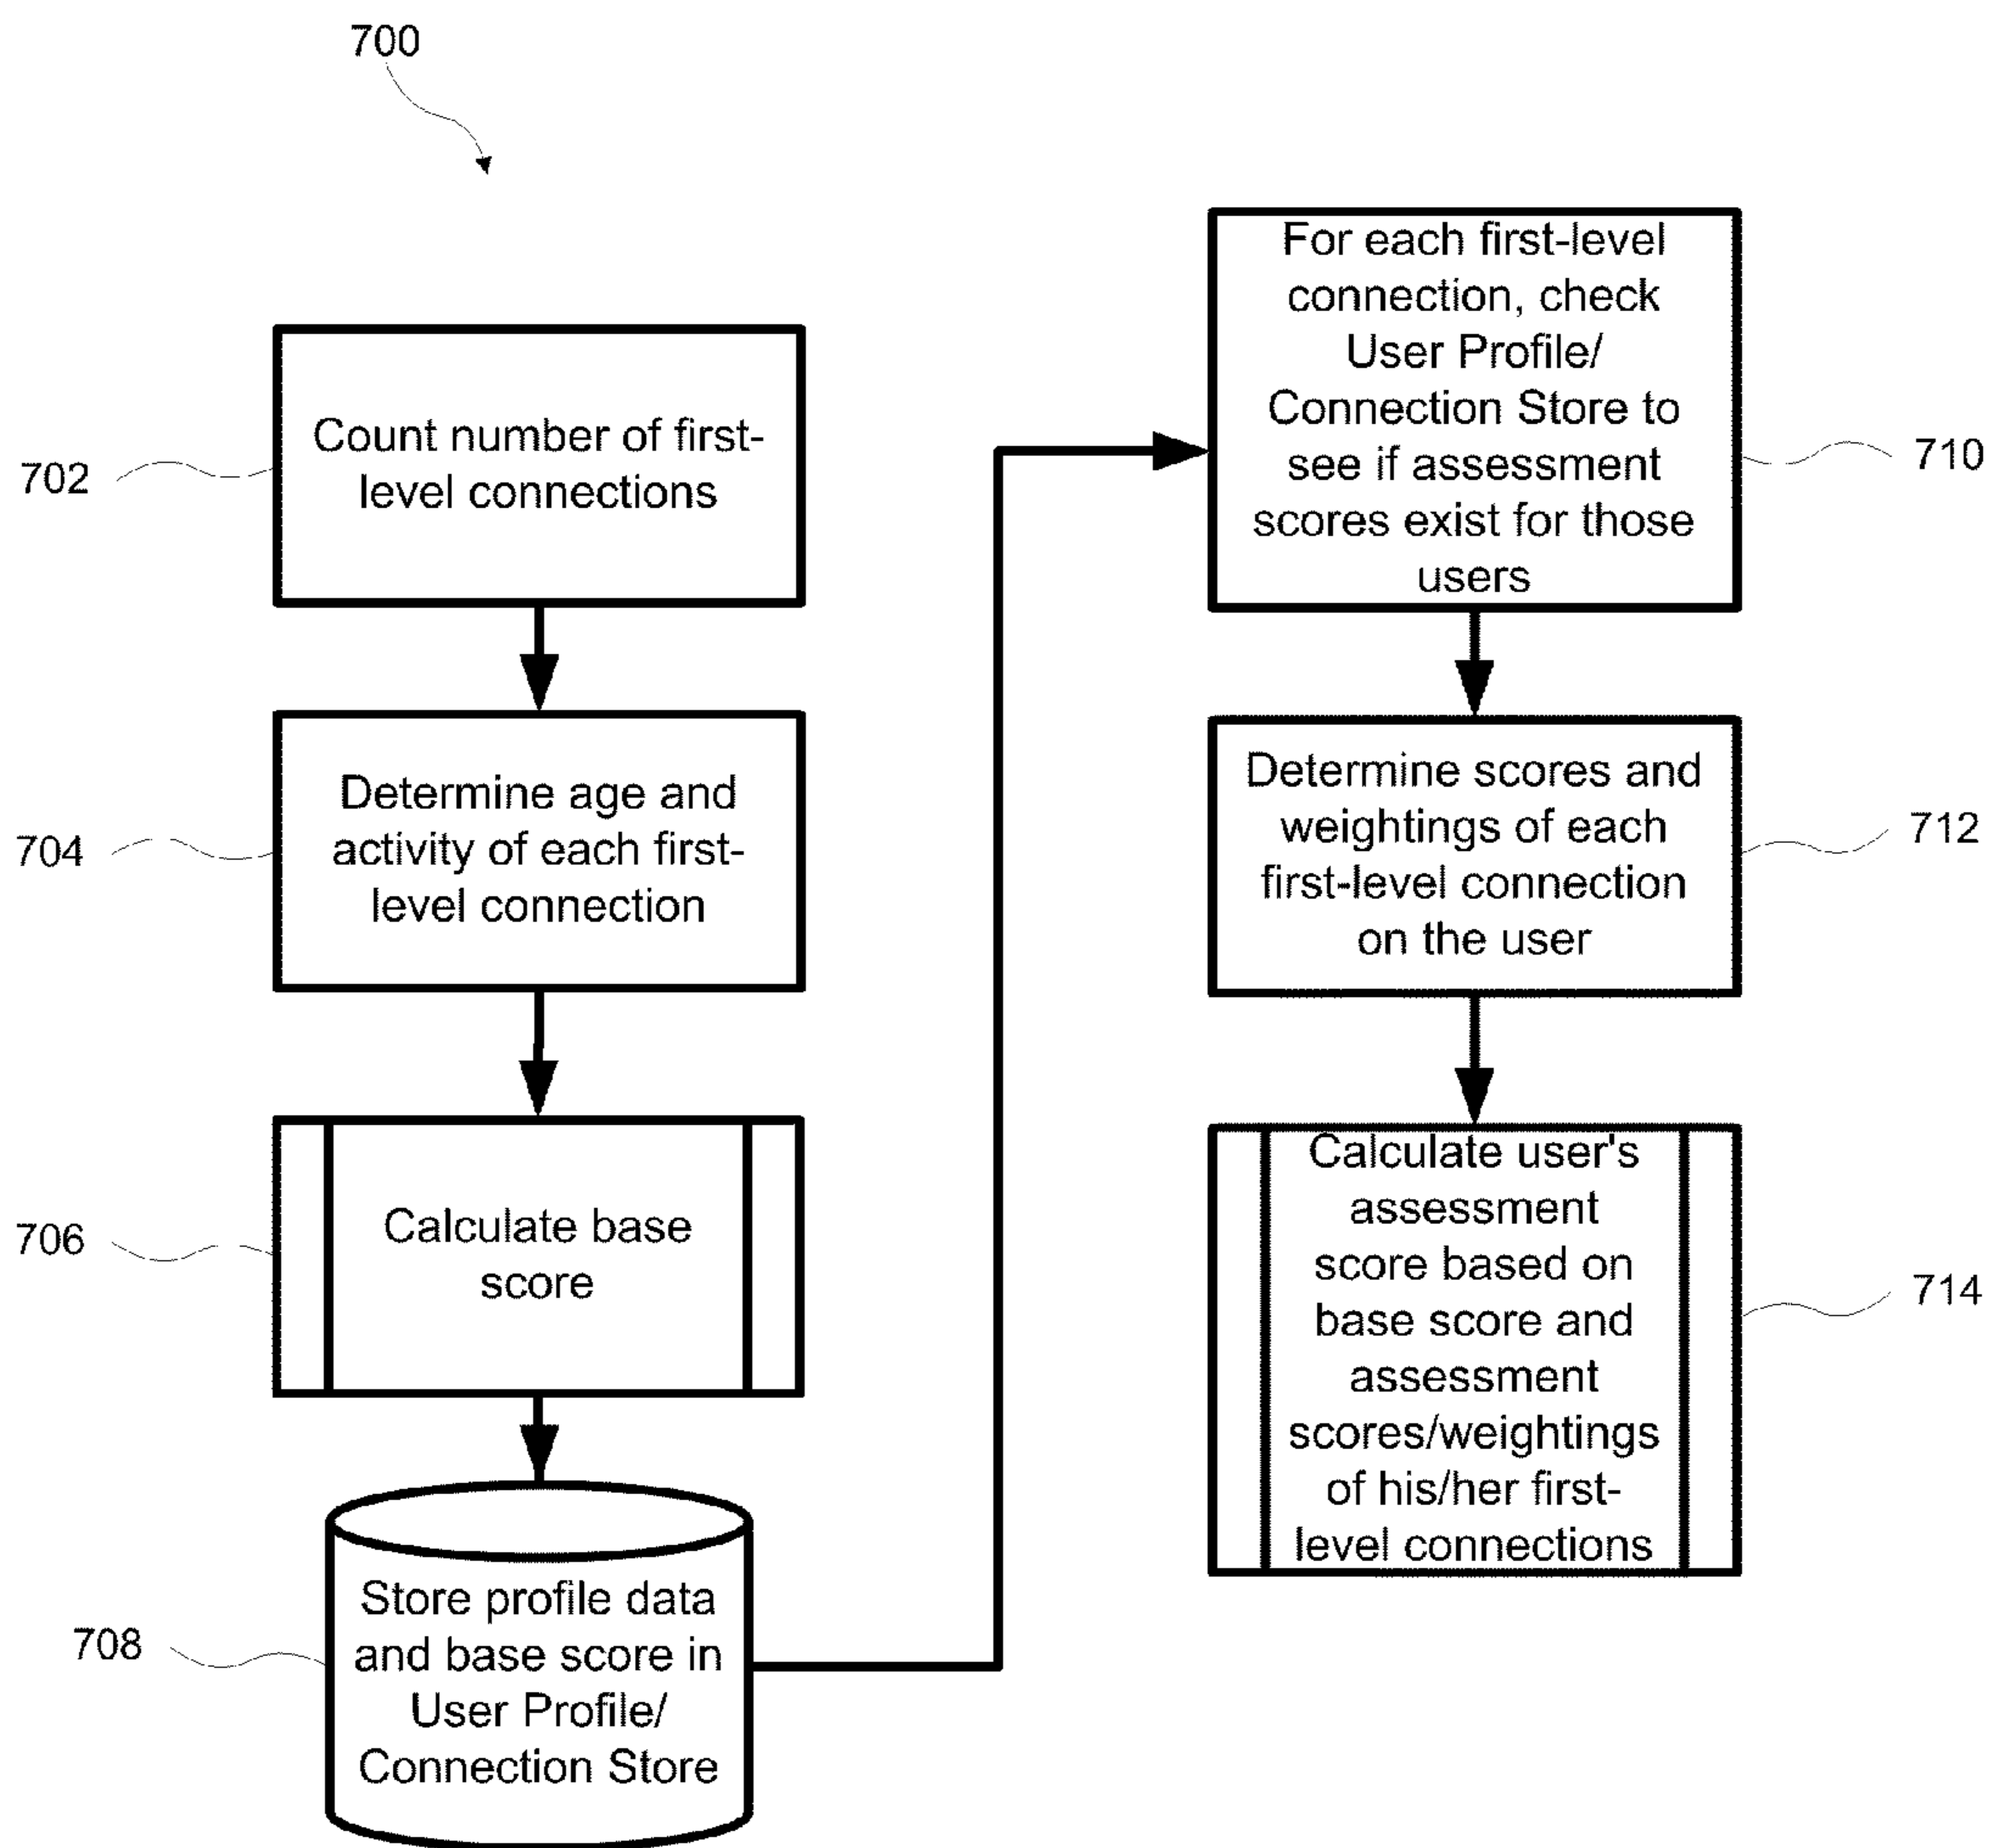 700
702
Count number of first-
level connections
704
Determine age and
activity of each first-
level connection
706
Calculate base
score
708
Store profile data
and base score in
User Profile/
Connection Store
For each first-level
connection, check
User Profile/
Connection Store to
see if assessment
scores exist for those
users
710
Determine scores and
weightings of each
first-level connection
on the user
712
Calculate user's
assessment
score based on
base score and
assessment
scores/weightings
of his/her first-
level connections
714